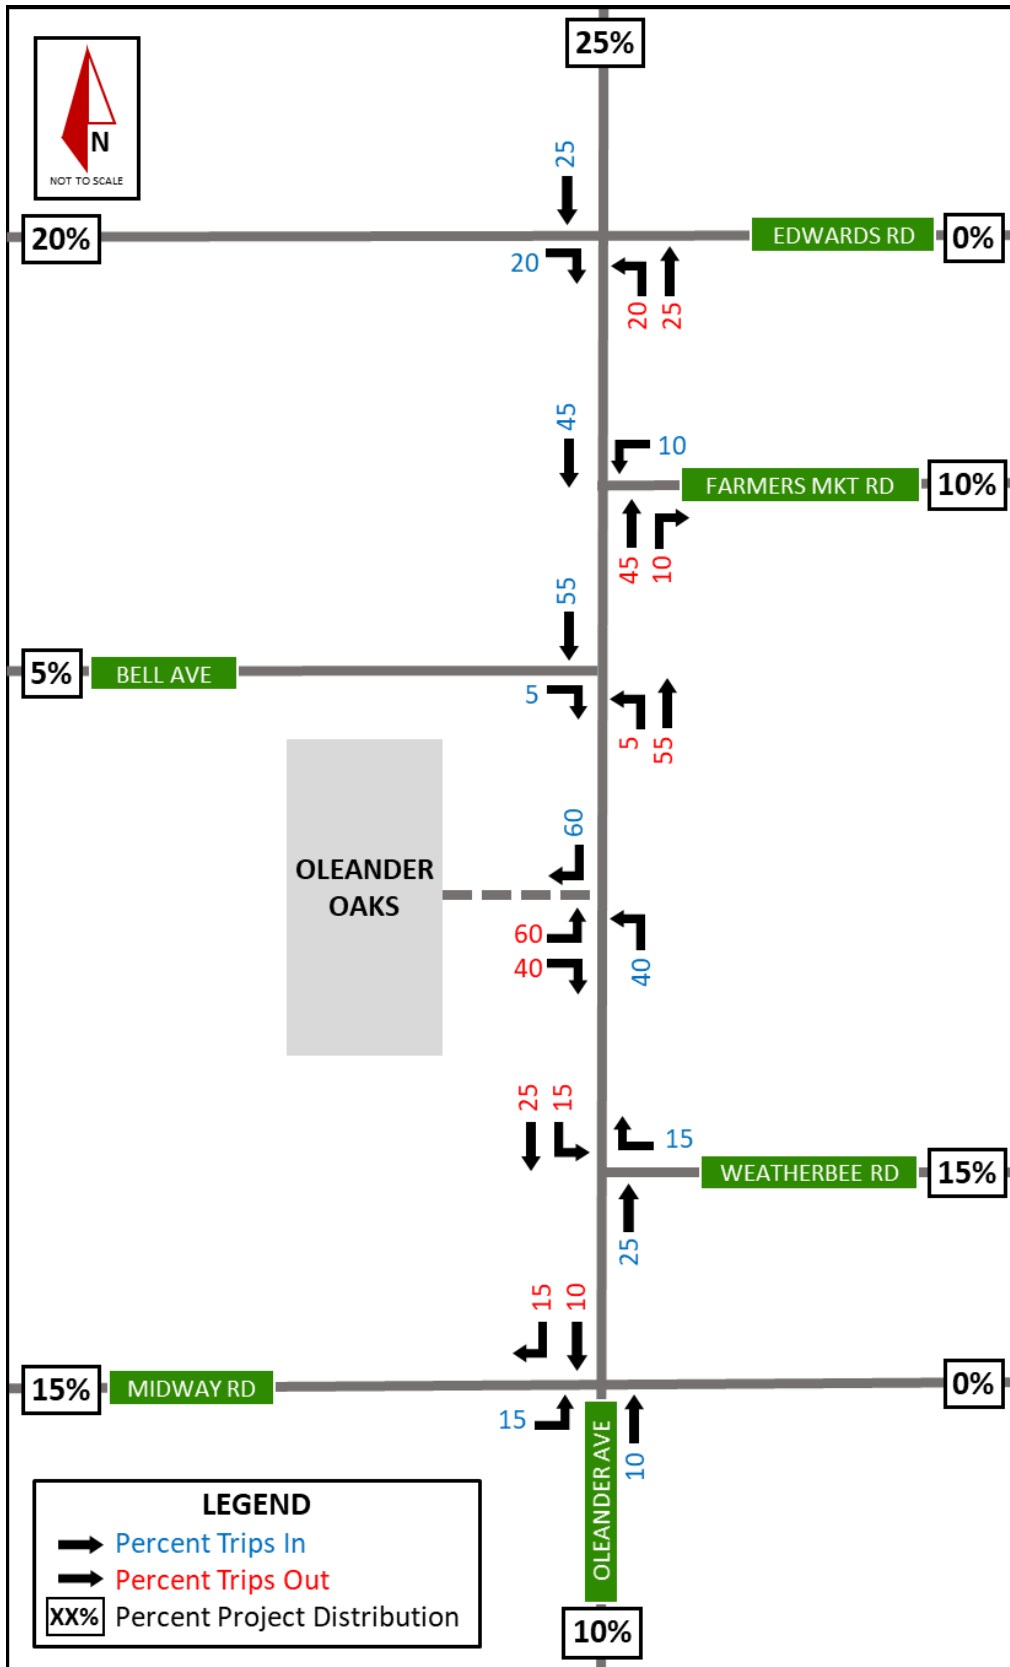 25%
N
NOT TO SCALE
25
20%
EDWARDS RD
0%
20
20
25
45
10
FARMERS MKT RD
10%
45
10
55
5%
BELL AVE
5
5
55
60
OLEANDER
OAKS
60
40
40
25
15
15
WEATHERBEE RD
15%
25
15
10
15%
MIDWAY RD
0%
15
10
OLEANDER AVE
LEGEND
Percent Trips In
Percent Trips Out
XX% Percent Project Distribution
10%